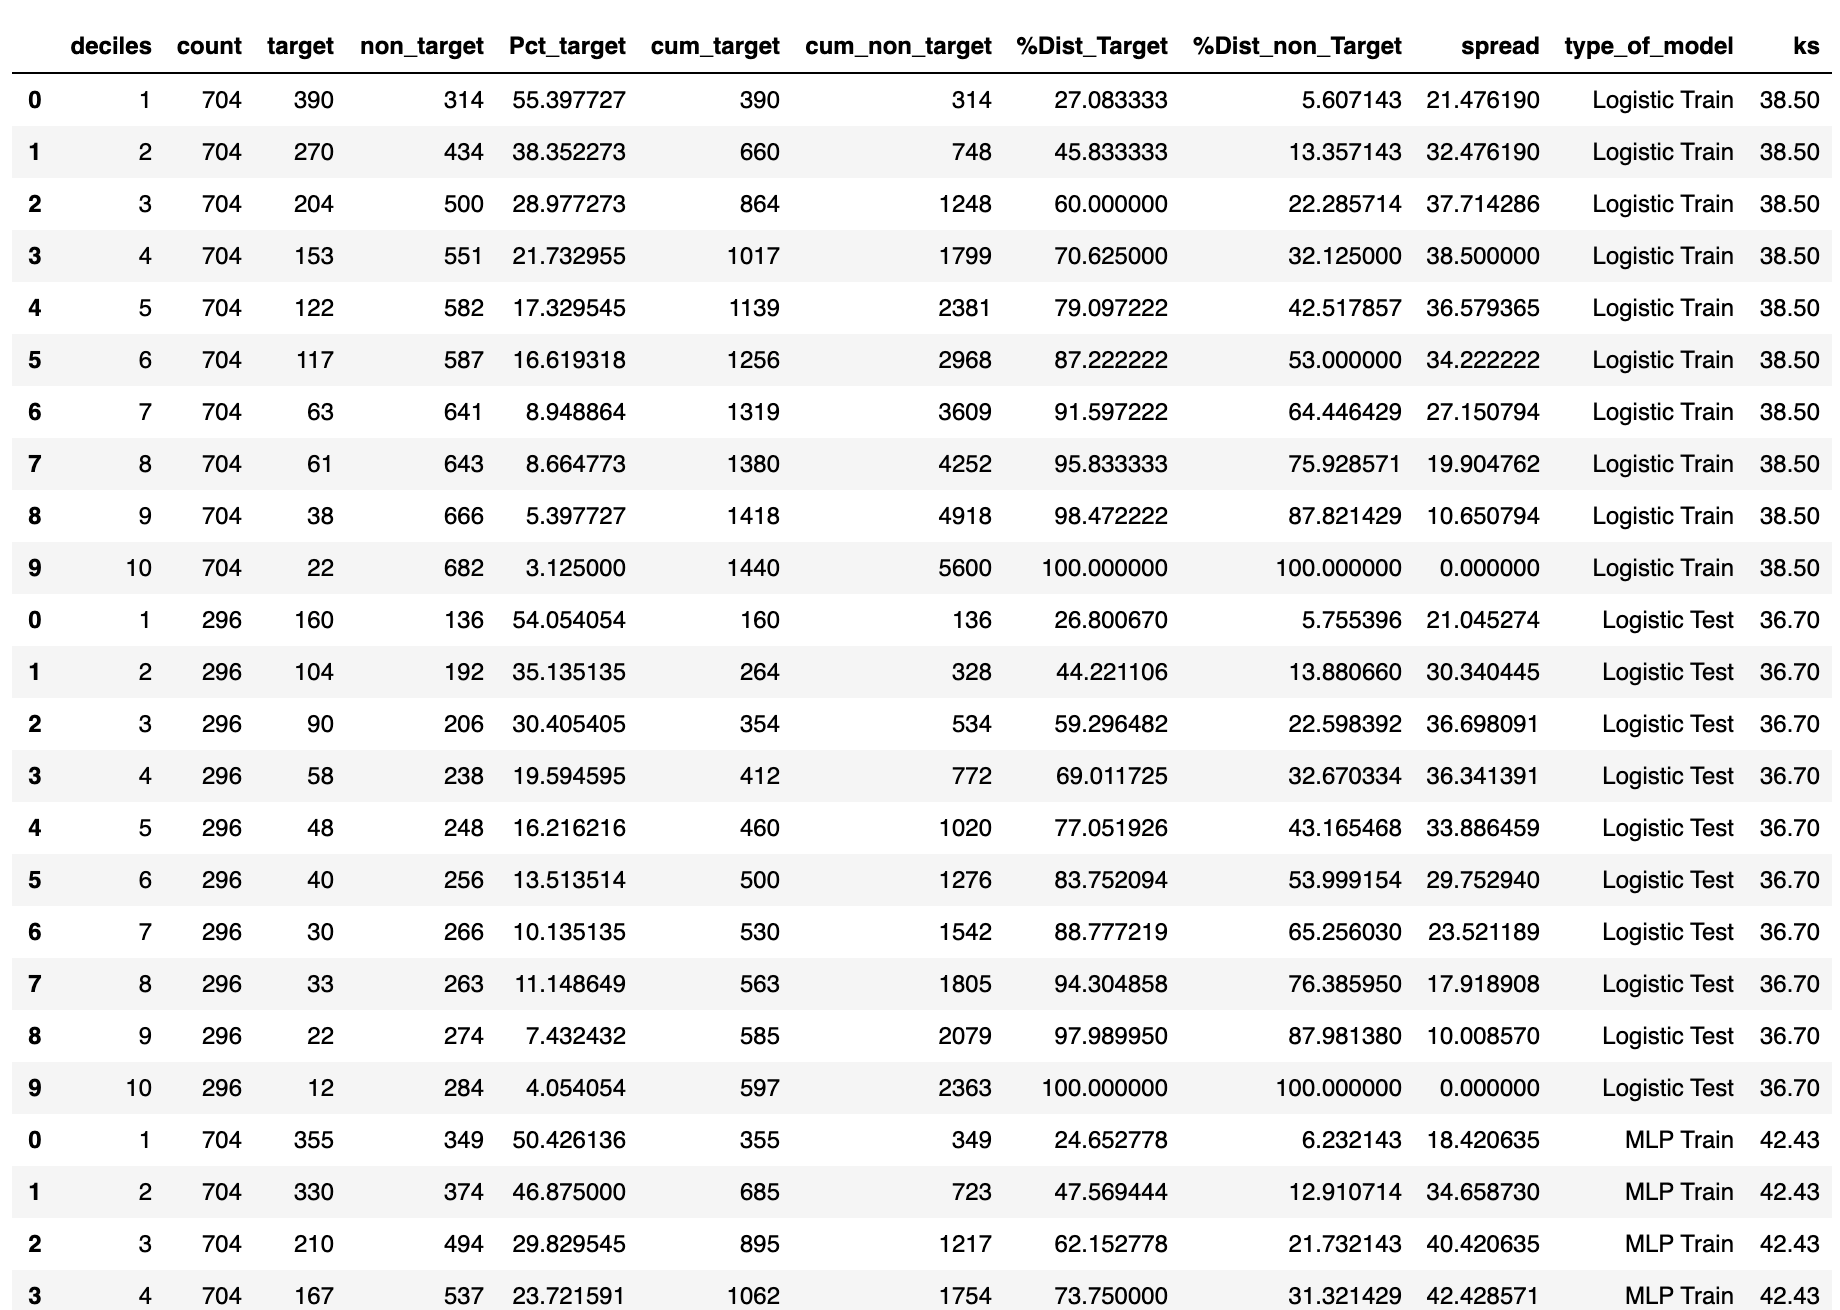 deciles count target non_target Pct_target cum_target cum_non_target %Dist_Target %Dist_non_Target spread type_of_model ks
0 1 704 390 314 55.397727 390 314 27.083333 5.607143 21.476190 Logistic Train 38.50
1 2 704 270 434 38.352273 660 748 45.833333 13.357143 32.476190 Logistic Train 38.50
2 3 704 204 500 28.977273 864 1248 60.000000 22.285714 37.714286 Logistic Train 38.50
3 4 704 153 551 21.732955 1017 1799 70.625000 32.125000 38.500000 Logistic Train 38.50
4 5 704 122 582 17.329545 1139 2381 79.097222 42.517857 36.579365 Logistic Train 38.50
5 6 704 117 587 16.619318 1256 2968 87.222222 53.000000 34.222222 Logistic Train 38.50
6 7 704 63 641 8.948864 1319 3609 91.597222 64.446429 27.150794 Logistic Train 38.50
7 8 704 61 643 8.664773 1380 4252 95.833333 75.928571 19.904762 Logistic Train 38.50
8 9 704 38 666 5.397727 1418 4918 98.472222 87.821429 10.650794 Logistic Train 38.50
9 10 704 22 682 3.125000 1440 5600 100.000000 100.000000 0.000000 Logistic Train 38.50
0 1 296 160 136 54.054054 160 136 26.800670 5.755396 21.045274 Logistic Test 36.70
1 2 296 104 192 35.135135 264 328 44.221106 13.880660 30.340445 Logistic Test 36.70
2 3 296 90 206 30.405405 354 534 59.296482 22.598392 36.698091 Logistic Test 36.70
3 4 296 58 238 19.594595 412 772 69.011725 32.670334 36.341391 Logistic Test 36.70
4 5 296 48 248 16.216216 460 1020 77.051926 43.165468 33.886459 Logistic Test 36.70
5 6 296 40 256 13.513514 500 1276 83.752094 53.999154 29.752940 Logistic Test 36.70
6 7 296 30 266 10.135135 530 1542 88.777219 65.256030 23.521189 Logistic Test 36.70
7 8 296 33 263 11.148649 563 1805 94.304858 76.385950 17.918908 Logistic Test 36.70
8 9 296 22 274 7.432432 585 2079 97.989950 87.981380 10.008570 Logistic Test 36.70
9 10 296 12 284 4.054054 597 2363 100.000000 100.000000 0.000000 Logistic Test 36.70
0 1 704 355 349 50.426136 355 349 24.652778 6.232143 18.420635 MLP Train 42.43
1 2 704 330 374 46.875000 685 723 47.569444 12.910714 34.658730 MLP Train 42.43
2 3 704 210 494 29.829545 895 1217 62.152778 21.732143 40.420635 MLP Train 42.43
3 4 704 167 537 23.721591 1062 1754 73.750000 31.321429 42.428571 MLP Train 42.43